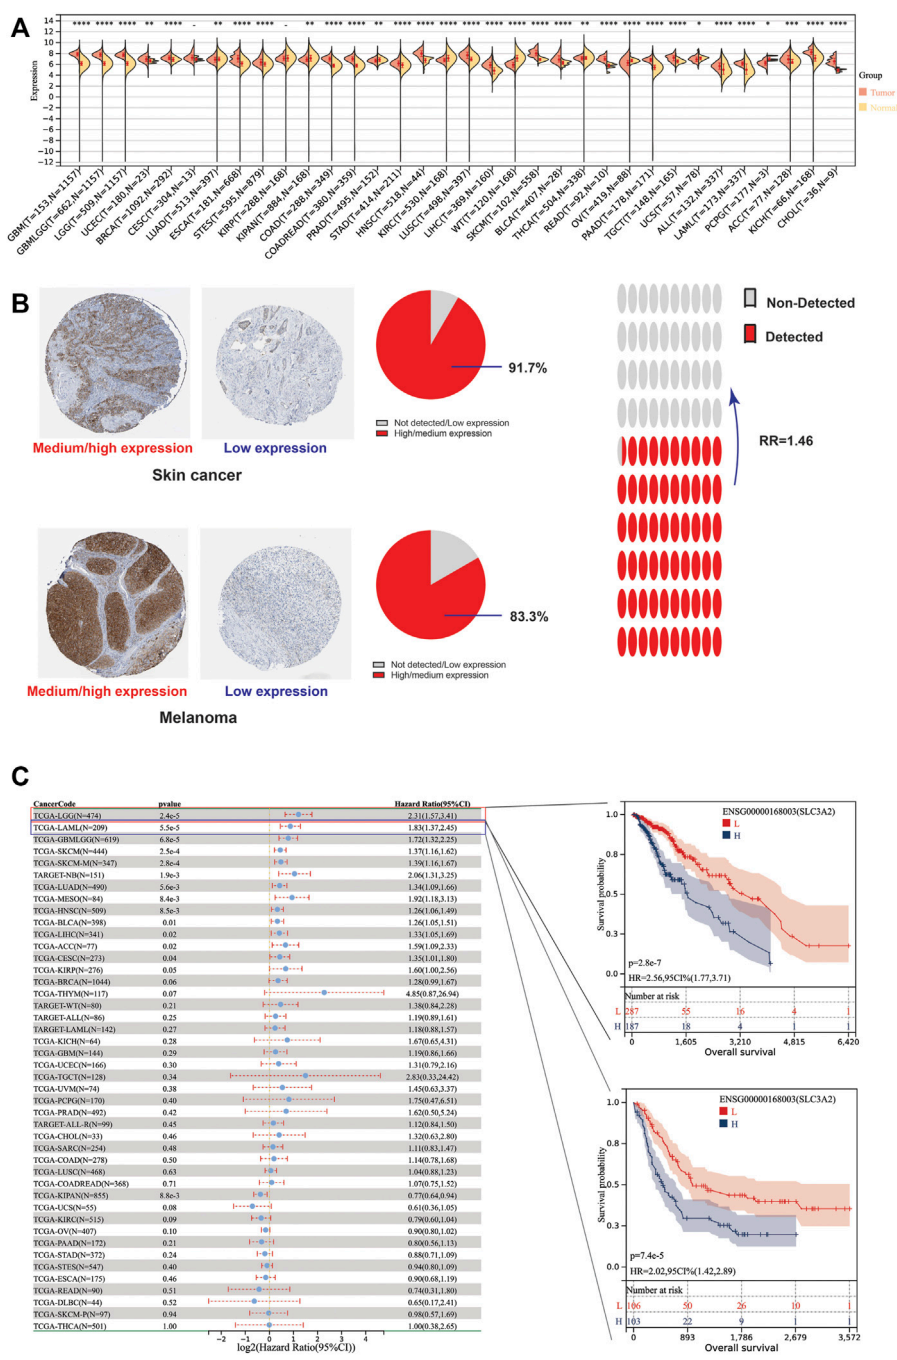 A
14
12
10
8
6
4
2
0
−2
−4
−6
−8
−10
−12
Expression
Group
Tumor
Normal
GBM(T=153,N=1157)
GBMLGG(T=662,N=1157)
LGG(T=509,N=1157)
UCEC(T=180,N=23)
BRCA(T=1092,N=292)
CESC(T=304,N=13)
LUAD(T=513,N=397)
ESCA(T=181,N=668)
STES(T=595,N=879)
KIRP(T=288,N=168)
KIPAN(T=884,N=168)
COAD(T=288,N=349)
COADREAD(T=380,N=359)
PRAD(T=495,N=152)
STAD(T=414,N=211)
HNSC(T=518,N=44)
KIRC(T=530,N=168)
LUSC(T=498,N=397)
LIHC(T=369,N=160)
WT(T=120,N=168)
SKCM(T=102,N=558)
BLCA(T=407,N=28)
THCA(T=504,N=338)
READ(T=92,N=10)
OV(T=419,N=88)
PAAD(T=178,N=171)
TGCT(T=148,N=165)
UCS(T=57,N=78)
ALL(T=132,N=337)
LAML(T=173,N=337)
PCPG(T=177,N=3)
ACC(T=77,N=128)
KICH(T=66,N=168)
CHOL(T=36,N=9)
B
Medium/high expression
Low expression
Skin cancer
91.7%
Not detected/Low expression
High/medium expression
Non-Detected
Detected
RR=1.46
Medium/high expression
Low expression
Melanoma
83.3%
Not detected/Low expression
High/medium expression
C
CancerCode pvalue Hazard Ratio(95%CI)
TCGA-LGG(N=474) 2.4e-5 2.31(1.57,3.41)
TCGA-LAML(N=209) 5.5e-5 1.83(1.37,2.45)
TCGA-GBMLGG(N=619) 6.8e-5 1.72(1.32,2.25)
TCGA-SKCM(N=444) 2.5e-4 1.37(1.16,1.62)
TCGA-SKCM-M(N=347) 2.8e-4 1.39(1.16,1.67)
TARGET-NB(N=151) 1.9e-3 2.06(1.31,3.25)
TCGA-LUAD(N=490) 5.6e-3 1.34(1.09,1.66)
TCGA-MESO(N=84) 8.4e-3 1.92(1.18,3.13)
TCGA-HNSC(N=509) 8.5e-3 1.26(1.06,1.49)
TCGA-BLCA(N=398) 0.01 1.26(1.05,1.51)
TCGA-LIHC(N=341) 0.02 1.33(1.05,1.69)
TCGA-ACC(N=77) 0.02 1.59(1.09,2.33)
TCGA-CESC(N=273) 0.04 1.35(1.01,1.80)
TCGA-KIRP(N=276) 0.05 1.60(1.00,2.56)
TCGA-BRCA(N=1044) 0.06 1.28(0.99,1.67)
TCGA-THYM(N=117) 0.07 4.85(0.87,26.94)
TARGET-WT(N=80) 0.21 1.38(0.84,2.28)
TARGET-ALL(N=86) 0.25 1.19(0.89,1.61)
TARGET-LAML(N=142) 0.27 1.18(0.88,1.57)
TCGA-KICH(N=64) 0.28 1.67(0.65,4.31)
TCGA-GBM(N=144) 0.29 1.19(0.86,1.66)
TCGA-UCEC(N=166) 0.30 1.31(0.79,2.16)
TCGA-TGCT(N=128) 0.34 2.83(0.33,24.42)
TCGA-UVM(N=74) 0.38 1.45(0.63,3.37)
TCGA-PCPG(N=170) 0.40 1.75(0.47,6.51)
TCGA-PRAD(N=492) 0.42 1.62(0.50,5.24)
TARGET-ALL-R(N=99) 0.45 1.12(0.84,1.50)
TCGA-CHOL(N=33) 0.46 1.32(0.63,2.80)
TCGA-SARC(N=254) 0.48 1.11(0.83,1.47)
TCGA-COAD(N=278) 0.50 1.14(0.78,1.68)
TCGA-LUSC(N=468) 0.63 1.04(0.88,1.23)
TCGA-COADREAD(N=368) 0.71 1.07(0.75,1.52)
TCGA-KIPAN(N=855) 8.8e-3 0.77(0.64,0.94)
TCGA-UCS(N=55) 0.08 0.61(0.36,1.05)
TCGA-KIRC(N=515) 0.09 0.79(0.60,1.04)
TCGA-OV(N=407) 0.10 0.90(0.80,1.02)
TCGA-PAAD(N=172) 0.21 0.80(0.56,1.13)
TCGA-STAD(N=372) 0.24 0.88(0.71,1.09)
TCGA-STES(N=547) 0.40 0.94(0.80,1.09)
TCGA-ESCA(N=175) 0.46 0.90(0.68,1.19)
TCGA-READ(N=90) 0.51 0.74(0.31,1.80)
TCGA-DLBC(N=44) 0.52 0.65(0.17,2.41)
TCGA-SKCM-P(N=97) 0.94 0.98(0.57,1.69)
TCGA-THCA(N=501) 1.00 1.00(0.38,2.65)
−2 −1 0 1 2 3 4
log2(Hazard Ratio(95%CI))
ENSG00000168003(SLC3A2)
L
H
1.0
0.8
0.5
0.3
0.0
Survival probability
p=2.8e-7
HR=2.56,95CI%(1.77,3.71)
Number at risk
L 287 55 16 4 1
H 187 18 4 1 1
0 1,605 3,210 4,815 6,420
Overall survival
ENSG00000168003(SLC3A2)
L
H
1.0
0.8
0.5
0.3
0.0
Survival probability
p=7.4e-5
HR=2.02,95CI%(1.42,2.89)
Number at risk
L 106 50 26 10 1
H 103 22 9 1 1
0 893 1,786 2,679 3,572
Overall survival